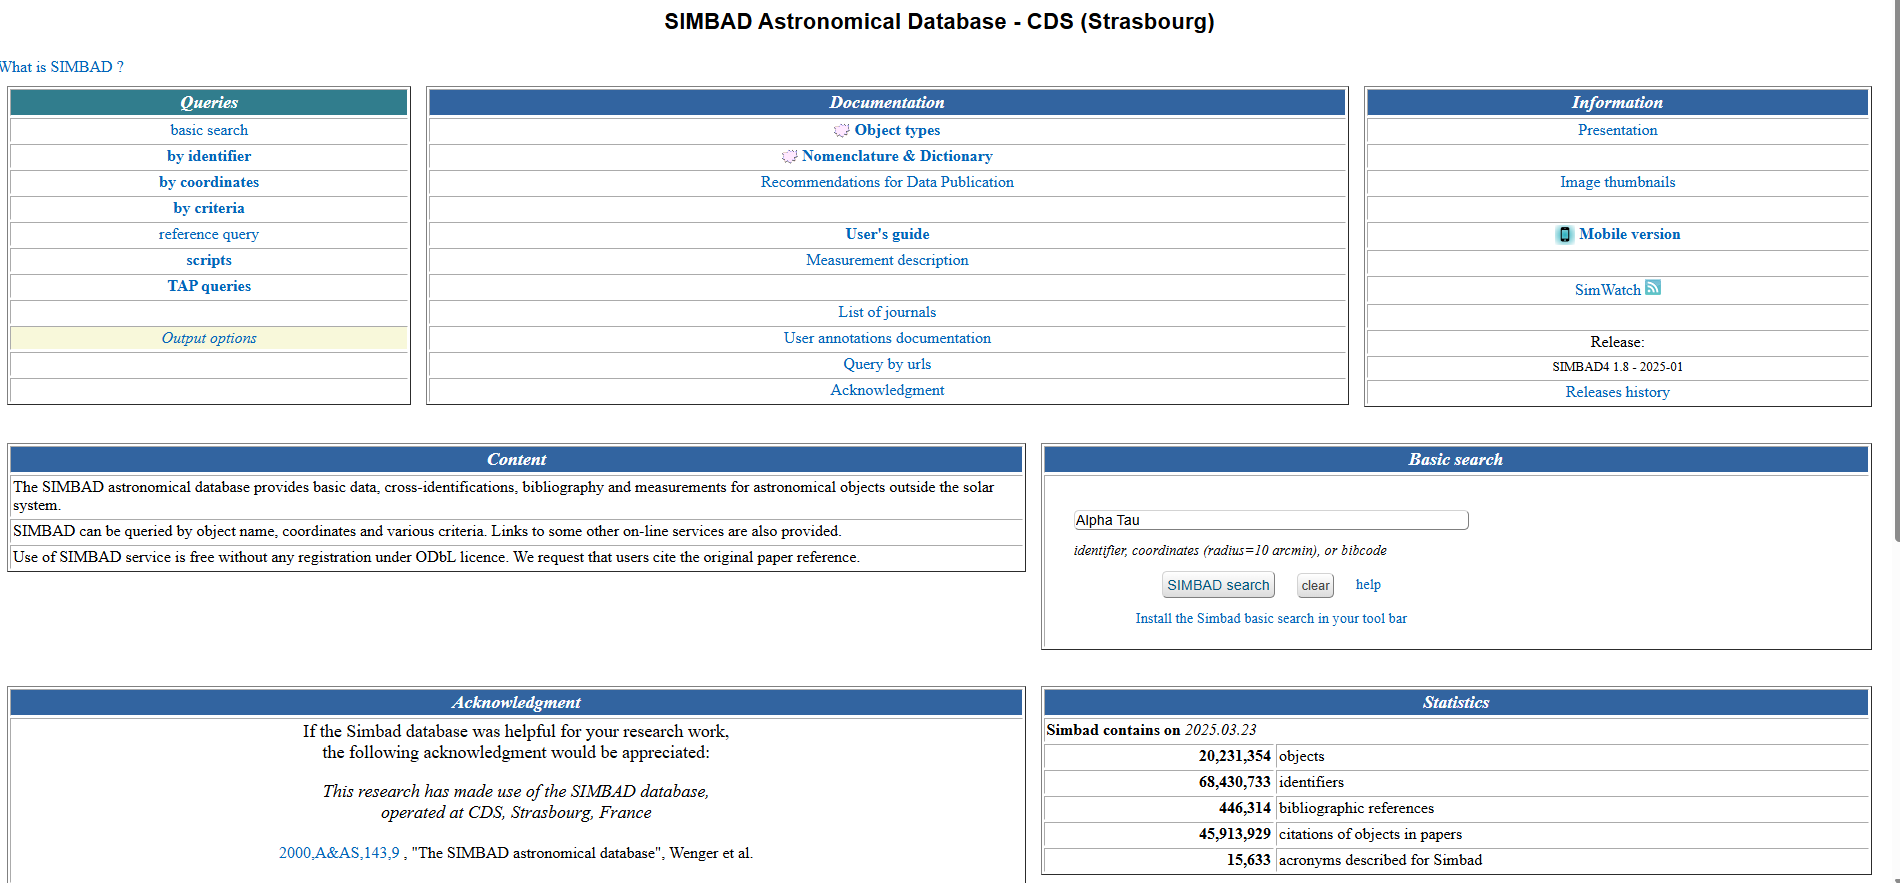 SIMBAD Astronomical Database - CDS (Strasbourg)
What is SIMBAD ?
Queries
basic search
by identifier
by coordinates
by criteria
reference query
scripts
TAP queries
Output options
Documentation
Object types
Nomenclature & Dictionary
Recommendations for Data Publication
User's guide
Measurement description
List of journals
User annotations documentation
Query by urls
Acknowledgment
Information
Presentation
Image thumbnails
Mobile version
SimWatch
Release:
SIMBAD4 1.8 - 2025-01
Releases history
Content
The SIMBAD astronomical database provides basic data, cross-identifications, bibliography and measurements for astronomical objects outside the solar
system.
SIMBAD can be queried by object name, coordinates and various criteria. Links to some other on-line services are also provided.
Use of SIMBAD service is free without any registration under ODbL licence. We request that users cite the original paper reference.
Basic search
Alpha Tau
identifier, coordinates (radius=10 arcmin), or bibcode
SIMBAD search clear help
Install the Simbad basic search in your tool bar
Acknowledgment
If the Simbad database was helpful for your research work,
the following acknowledgment would be appreciated:
This research has made use of the SIMBAD database,
operated at CDS, Strasbourg, France
2000,A&AS,143,9 , "The SIMBAD astronomical database", Wenger et al.
Statistics
Simbad contains on 2025.03.23
20,231,354 objects
68,430,733 identifiers
446,314 bibliographic references
45,913,929 citations of objects in papers
15,633 acronyms described for Simbad